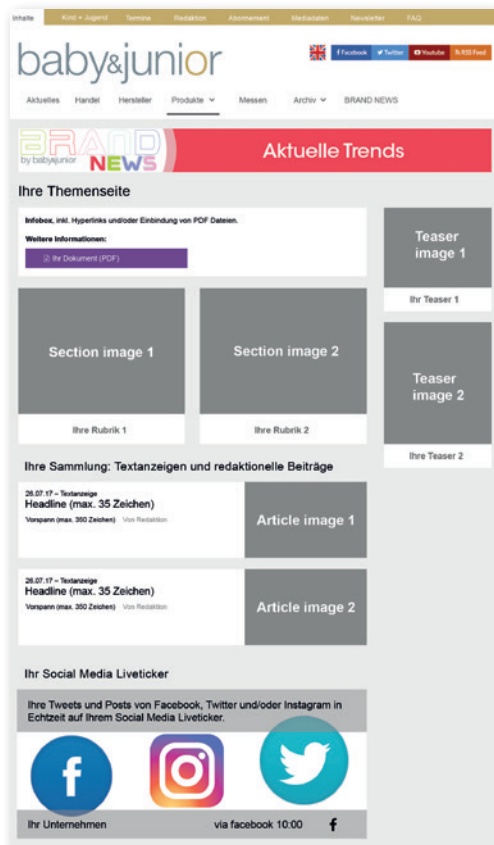 Inhalte Kind + Jugend Termine Redaktion Abonnement Mediadaten Newsletter FAQ
baby&junior
Facebook Twitter Youtube RSS Feed
Aktuelles Handel Hersteller Produkte Messen Archiv BRAND NEWS
BRAND
by baby&junior NEWS
Aktuelle Trends
Ihre Themenseite
Infobox, inkl. Hyperlinks und/oder Einbindung von PDF Dateien.
Weitere Informationen:
Ihr Dokument (PDF)
Teaser
image 1
Ihr Teaser 1
Section image 1
Section image 2
Ihre Rubrik 1
Ihre Rubrik 2
Teaser
image 2
Ihre Teaser 2
Ihre Sammlung: Textanzeigen und redaktionelle Beiträge
26.07.17 – Textanzeige
Headline (max. 35 Zeichen)
Vorspann (max. 350 Zeichen) Von Redaktion
Article image 1
26.07.17 – Textanzeige
Headline (max. 35 Zeichen)
Vorspann (max. 350 Zeichen) Von Redaktion
Article image 2
Ihr Social Media Liveticker
Ihre Tweets und Posts von Facebook, Twitter und/oder Instagram in
Echtzeit auf Ihrem Social Media Liveticker.
Ihr Unternehmen via facebook 10:00